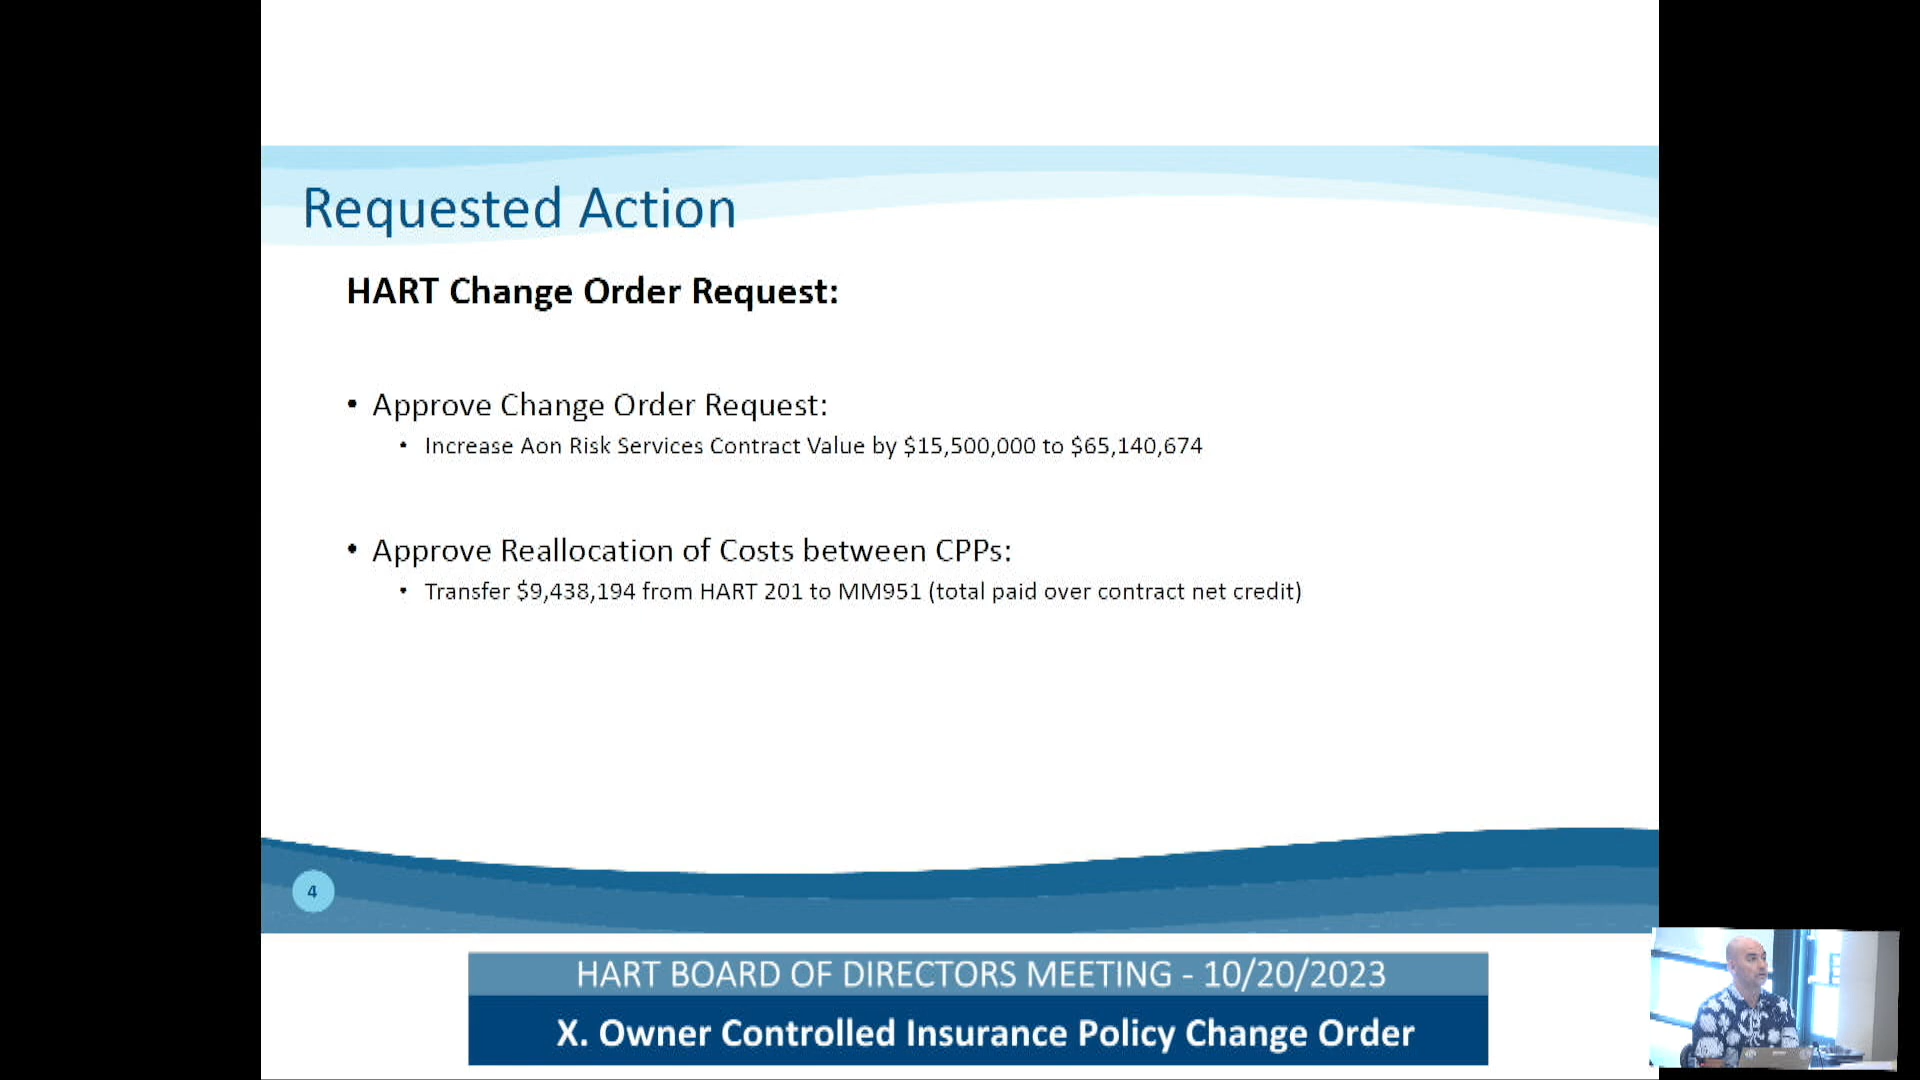 Requested Action
HART Change Order Request:
• Approve Change Order Request:
• Increase Aon Risk Services Contract Value by $15,500,000 to $65,140,674
• Approve Reallocation of Costs between CPPs:
• Transfer $9,438,194 from HART 201 to MM951 (total paid over contract net credit)
4
HART BOARD OF DIRECTORS MEETING - 10/20/2023
X. Owner Controlled Insurance Policy Change Order